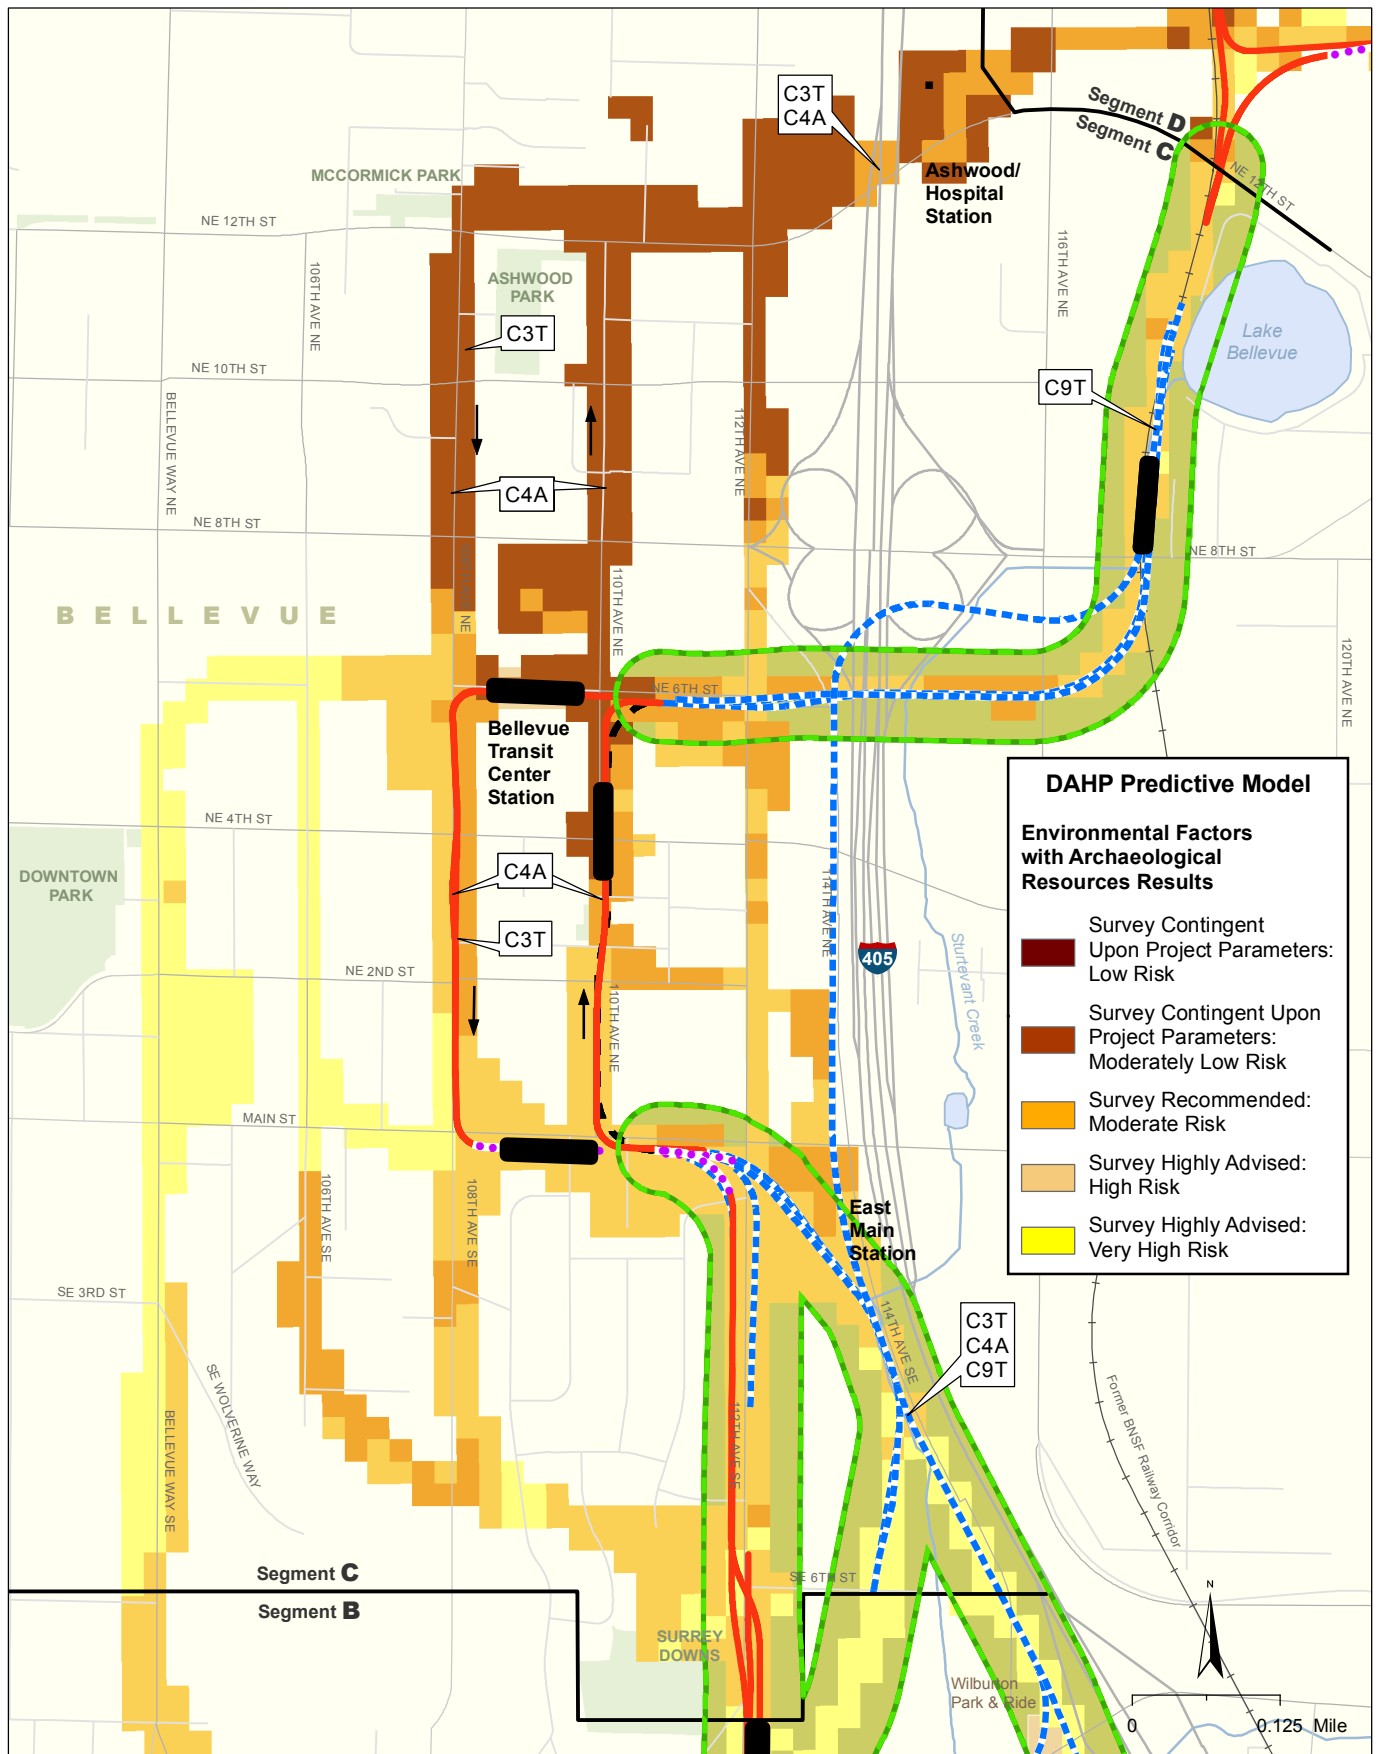 C3T
C4A
Segment D
Segment C
Ashwood/
Hospital
Station
NE 12TH ST
MCCORMICK PARK
NE 12TH ST
106TH AVE NE
ASHWOOD
PARK
116TH AVE NE
C3T
Lake
Bellevue
NE 10TH ST
C9T
BELLEVUE WAY NE
112TH AVE NE
C4A
NE 8TH ST
NE 8TH ST
NE
110TH AVE NE
BELLEVUE
120TH AVE NE
NE 6TH ST
Bellevue
Transit
Center
Station
NE 4TH ST
DOWNTOWN
PARK
C4A
C3T
114TH AVE NE
405
Sturtevant Creek
NE 2ND ST
110TH AVE NE
MAIN ST
106TH AVE SE
108TH AVE SE
East
Main
Station
SE 3RD ST
114TH AVE SE
C3T
C4A
C9T
SE WOLVERINE WAY
BELLEVUE WAY SE
112TH AVE SE
Former BNSF Railway Corridor
Segment C
Segment B
SE 6TH ST
SURREY
DOWNS
Wilburton
Park & Ride
DAHP Predictive Model
Environmental Factors
with Archaeological
Resources Results
Survey Contingent
Upon Project Parameters:
Low Risk
Survey Contingent Upon
Project Parameters:
Moderately Low Risk
Survey Recommended:
Moderate Risk
Survey Highly Advised:
High Risk
Survey Highly Advised:
Very High Risk
N
0 0.125 Mile